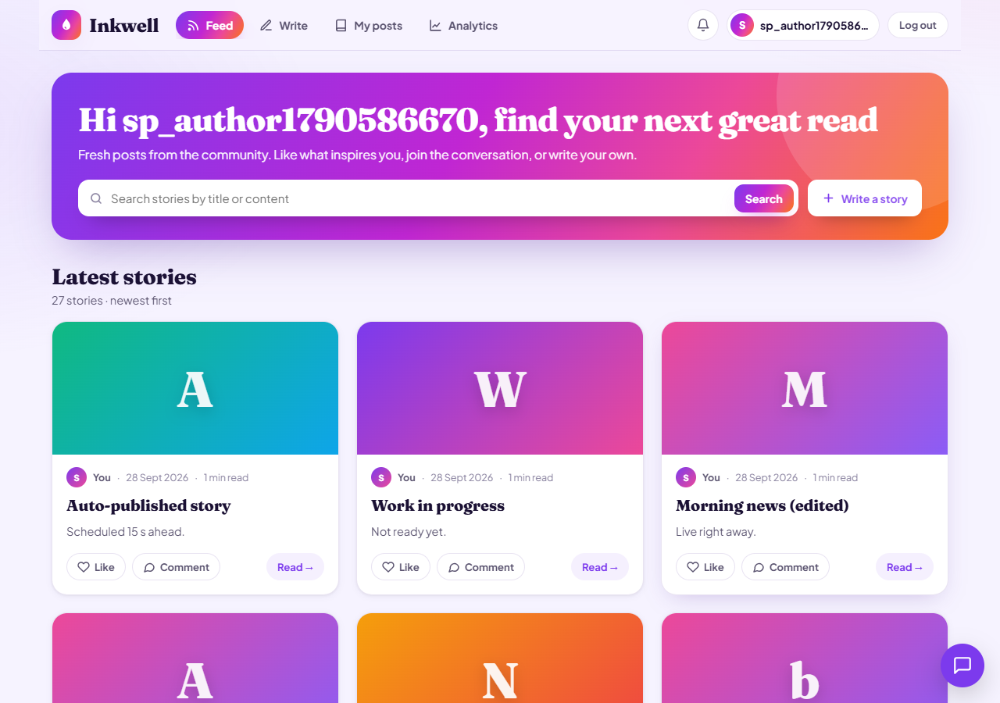 Inkwell Feed Write My posts Analytics S sp_author1790586... Log out
Hi sp_author1790586670, find your next great read
Fresh posts from the community. Like what inspires you, join the conversation, or write your own.
Search stories by title or content Search + Write a story
Latest stories
27 stories · newest first
A W M
S You · 28 Sept 2026 · 1 min read S You · 28 Sept 2026 · 1 min read S You · 28 Sept 2026 · 1 min read
Auto-published story Work in progress Morning news (edited)
Scheduled 15 s ahead. Not ready yet. Live right away.
Like Comment Read → Like Comment Read → Like Comment Read →
A N b